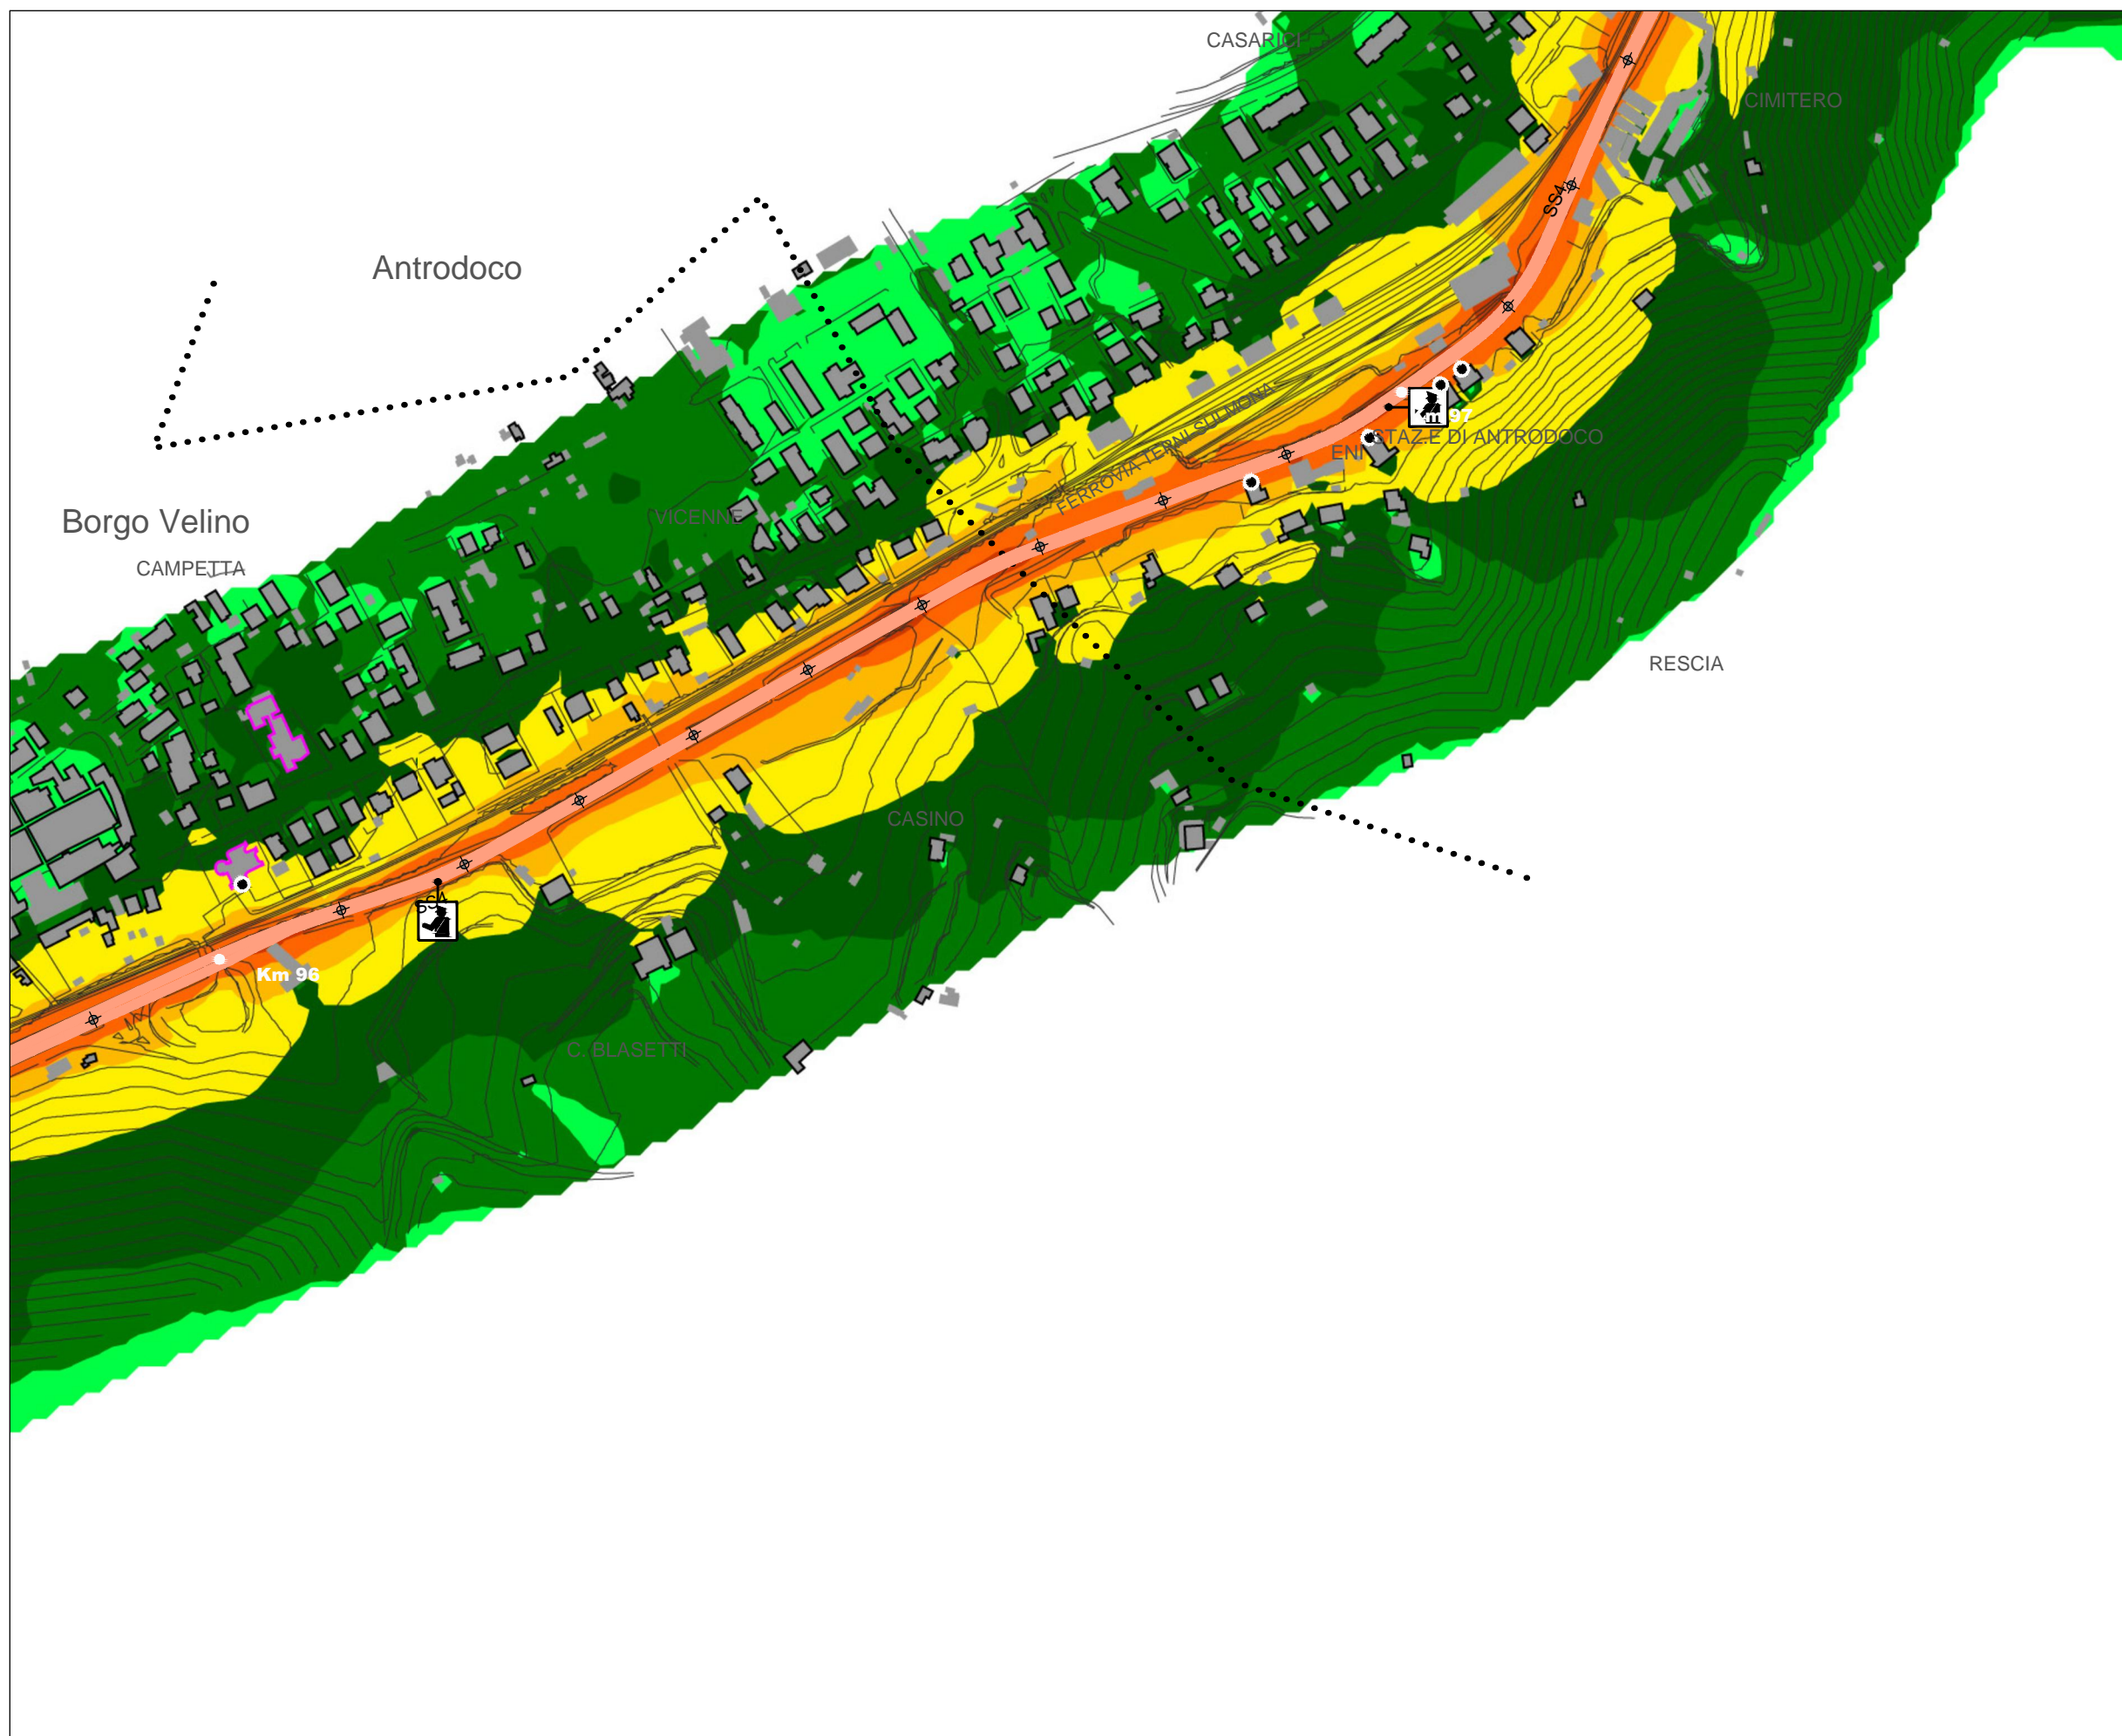 CASARICI
CIMITERO
SS4
Antrodoco
FERROVIA TERNI SULMONA
97
STAZ.E DI ANTRODOCO
ENI
Borgo Velino
VICENNE
CAMPETTA
RESCIA
CASINO
SS4
Km 96
C. BLASETTI